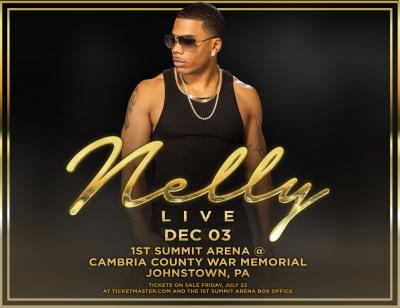 Nelly
LIVE
DEC 03
1ST SUMMIT ARENA @
CAMBRIA COUNTY WAR MEMORIAL
JOHNSTOWN, PA
TICKETS ON SALE FRIDAY, JULY 22
AT TICKETMASTER.COM AND THE 1ST SUMMIT ARENA BOX OFFICE